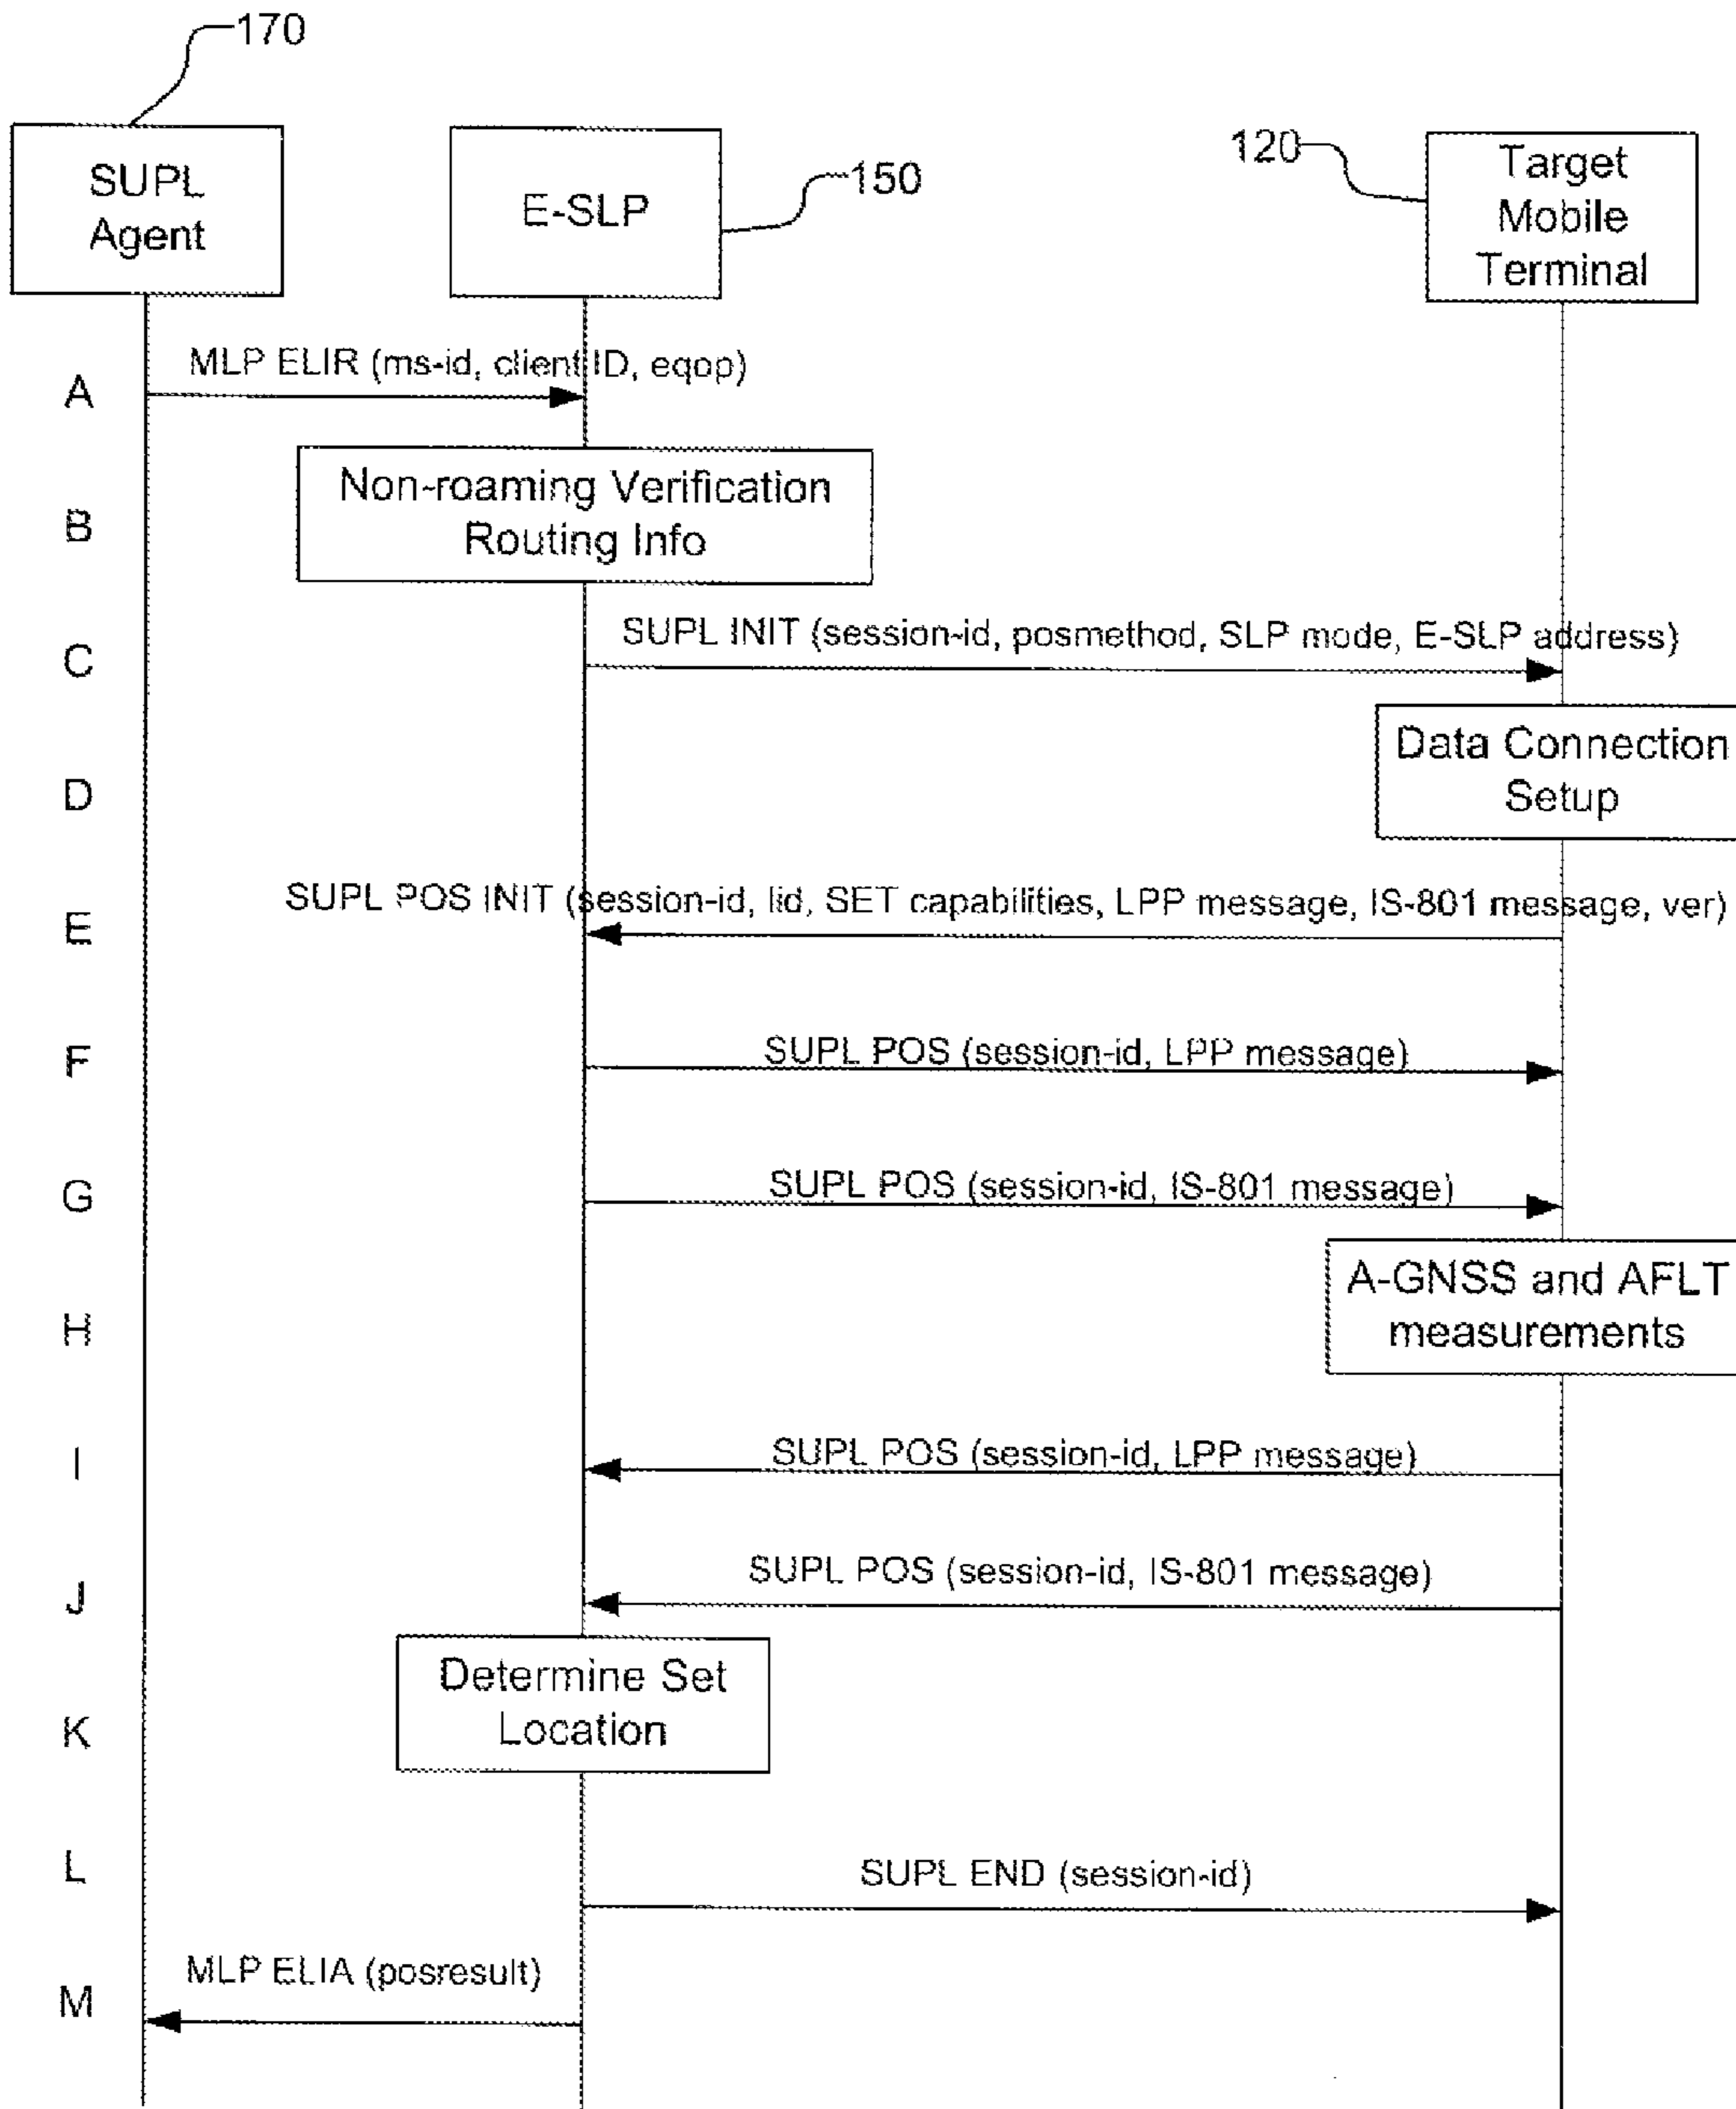 170
SUPL
Agent
E-SLP
150
120
Target
Mobile
Terminal
A
MLP ELIR (ms-id, client ID, eqop)
B
Non-roaming Verification
Routing Info
C
SUPL INIT (session-id, posmethod, SLP mode, E-SLP address)
D
Data Connection
Setup
E
SUPL POS INIT (session-id, lid, SET capabilities, LPP message, IS-801 message, ver)
F
SUPL POS (session-id, LPP message)
G
SUPL POS (session-id, IS-801 message)
H
A-GNSS and AFLT
measurements
I
SUPL POS (session-id, LPP message)
J
SUPL POS (session-id, IS-801 message)
K
Determine Set
Location
L
SUPL END (session-id)
M
MLP ELIA (posresult)